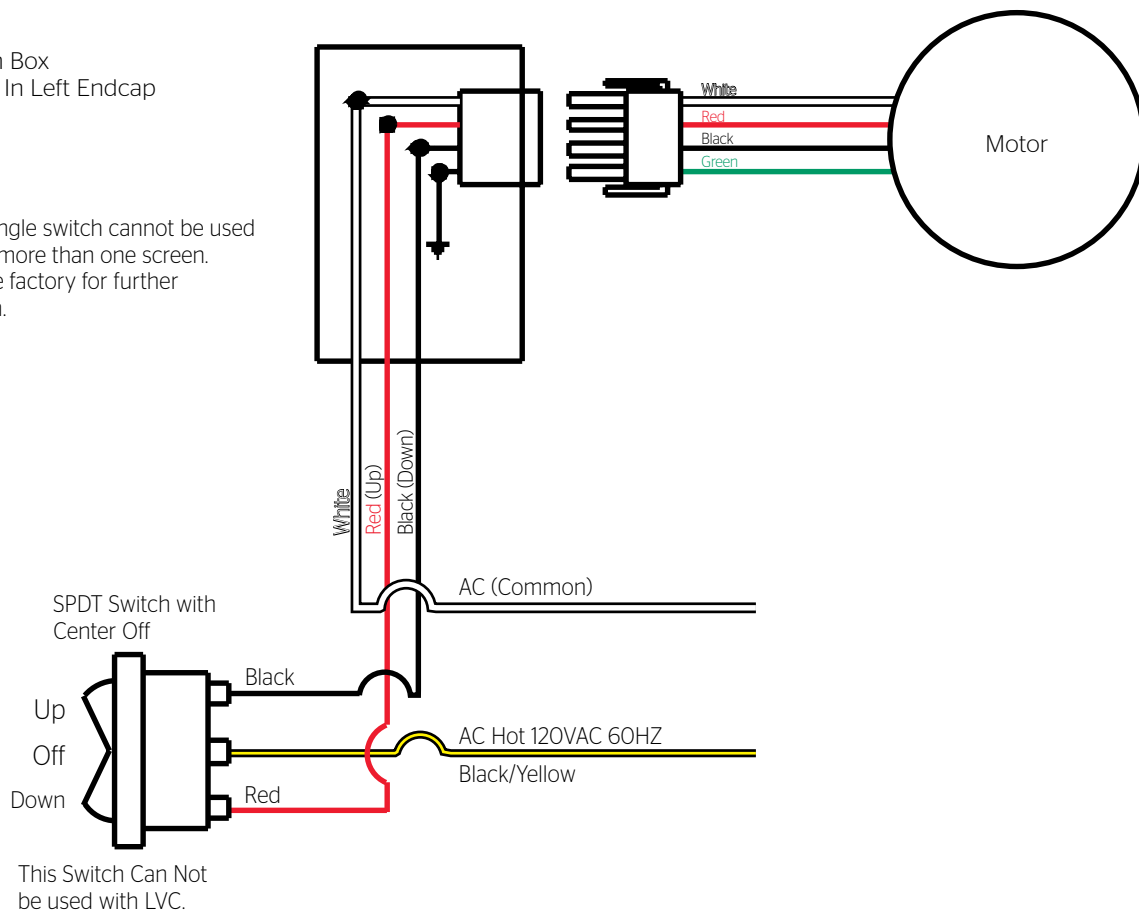 Box
In Left Endcap
switch cannot be used
more than one screen.
factory for further
White
Red
Black
Green
Motor
White
Red (Up)
Black (Down)
AC (Common)
SPDT Switch with
Center Off
Black
Up
Off
Down
AC Hot 120VAC 60HZ
Black/Yellow
Red
This Switch Can Not
be used with LVC.